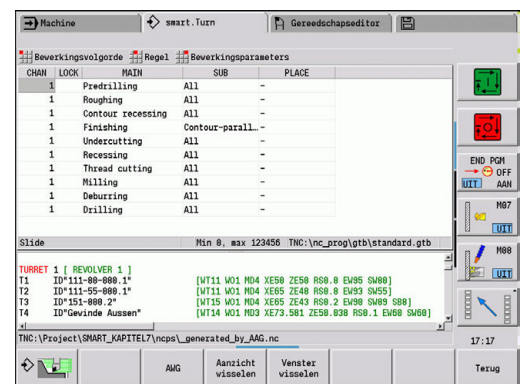 Machine smart.Turn Gereedschapseditor
Bewerkingsvolgorde Regel Bewerkingsparameters
CHAN LOCK MAIN SUB PLACE
1 Predrilling All -
1 Roughing All -
1 Contour recessing All -
1 Finishing Contour-parall… -
1 Undercutting All -
1 Recessing All -
1 Thread cutting All -
1 Milling All -
1 Deburring All -
1 Drilling All -
END PGM
OFF
UIT AAN
M07
UIT
M08
UIT
Slide Min 0, max 123456 TNC:\nc_prog\gtb\standard.gtb
TURRET 1 [ REVOLVER 1 ]
T1 ID"111-80-080.1" [WT11 WO1 MD4 XE50 ZE50 RS0.8 EW95 SW80]
T2 ID"111-55-080.1" [WT11 WO1 MD4 XE65 ZE48 RS0.8 EW93 SW55]
T3 ID"151-800.2" [WT15 WO1 MD4 XE65 ZE43 RS0.2 EW90 SW89 SB8]
T4 ID"Gewinde Aussen" [WT14 WO1 MD3 XE73.581 ZE50.038 RS0.1 EW60 SW60]
TNC:\Project\SMART_KAPITEL7\ncps\_generated_by_AAG.nc
17:17
AWG
Aanzicht
wisselen
Venster
wisselen
Terug